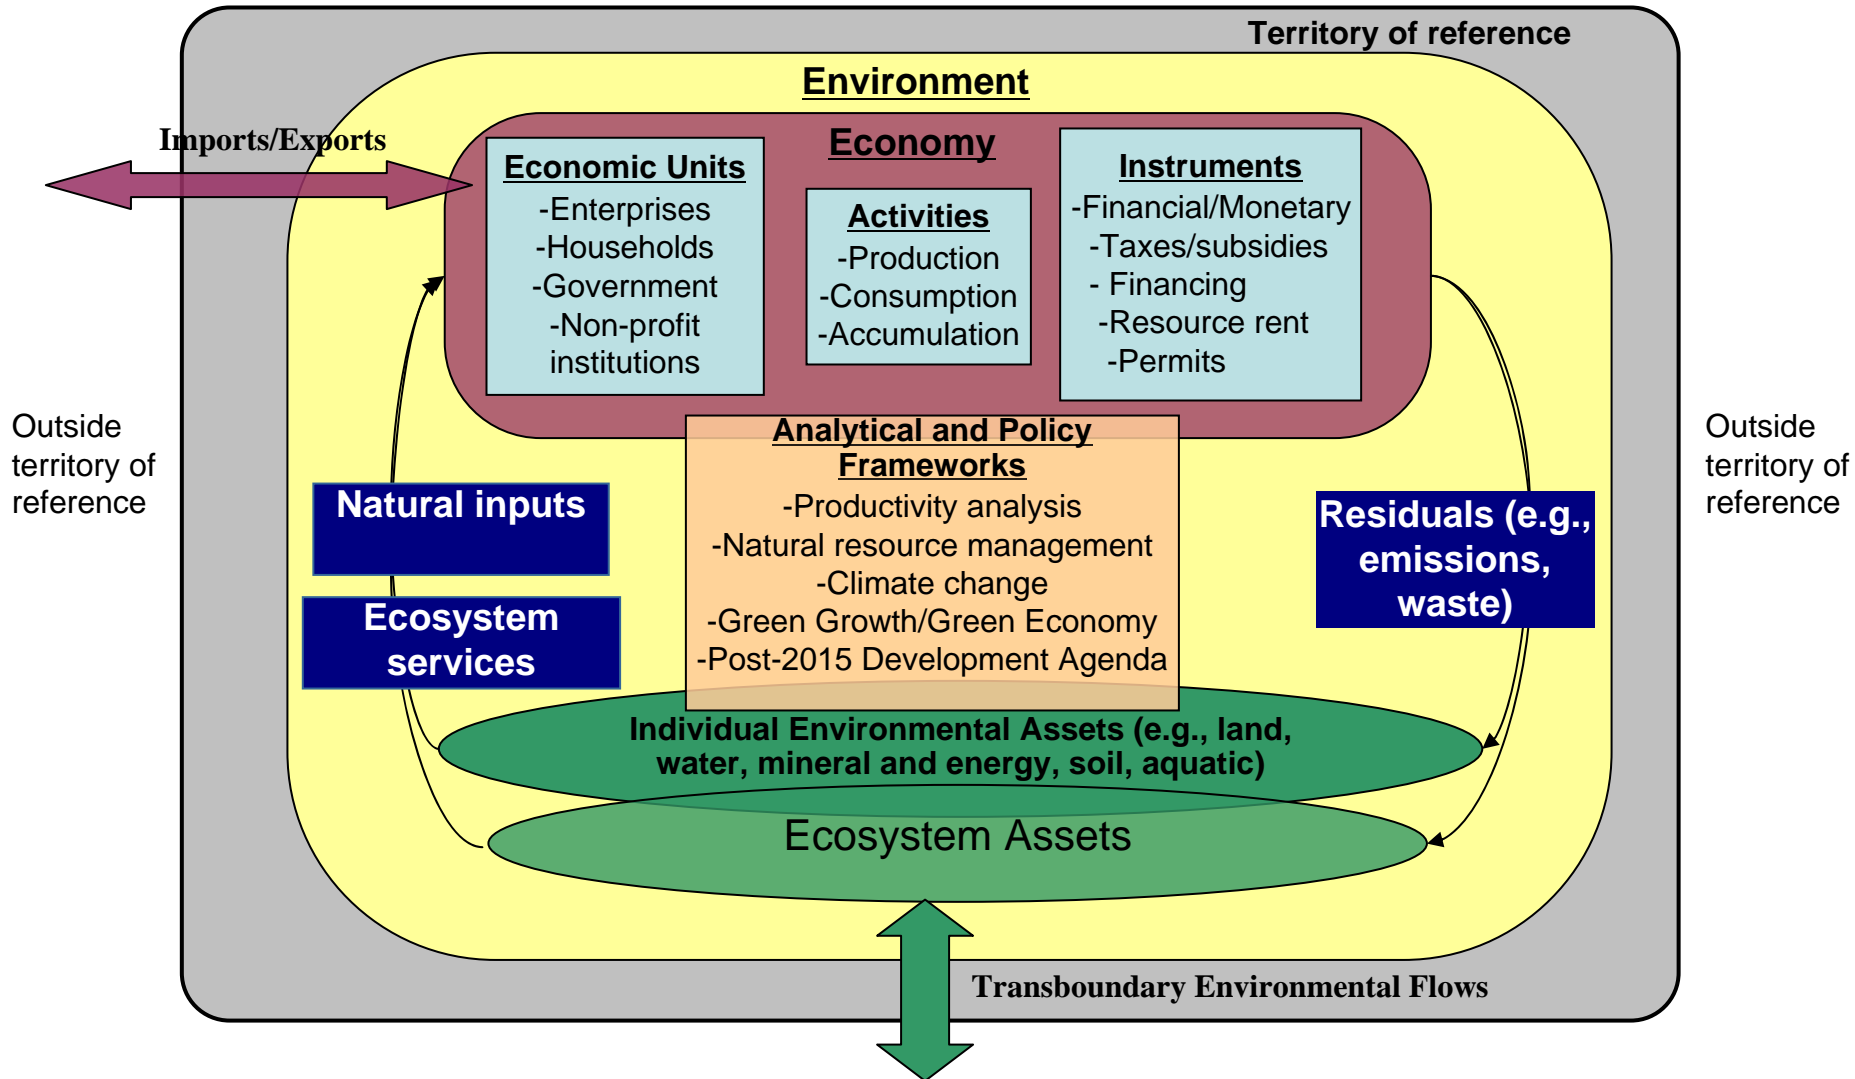 Territory of reference
Environment
Imports/Exports
Economy
Economic Units
-Enterprises
-Households
-Government
-Non-profit
institutions
Activities
-Production
-Consumption
-Accumulation
Instruments
-Financial/Monetary
-Taxes/subsidies
- Financing
-Resource rent
-Permits
Outside
territory of
reference
Analytical and Policy
Frameworks
-Productivity analysis
-Natural resource management
-Climate change
-Green Growth/Green Economy
-Post-2015 Development Agenda
Natural inputs
Ecosystem
services
Residuals (e.g.,
emissions,
waste)
Outside
territory of
reference
Individual Environmental Assets (e.g., land,
water, mineral and energy, soil, aquatic)
Ecosystem Assets
Transboundary Environmental Flows